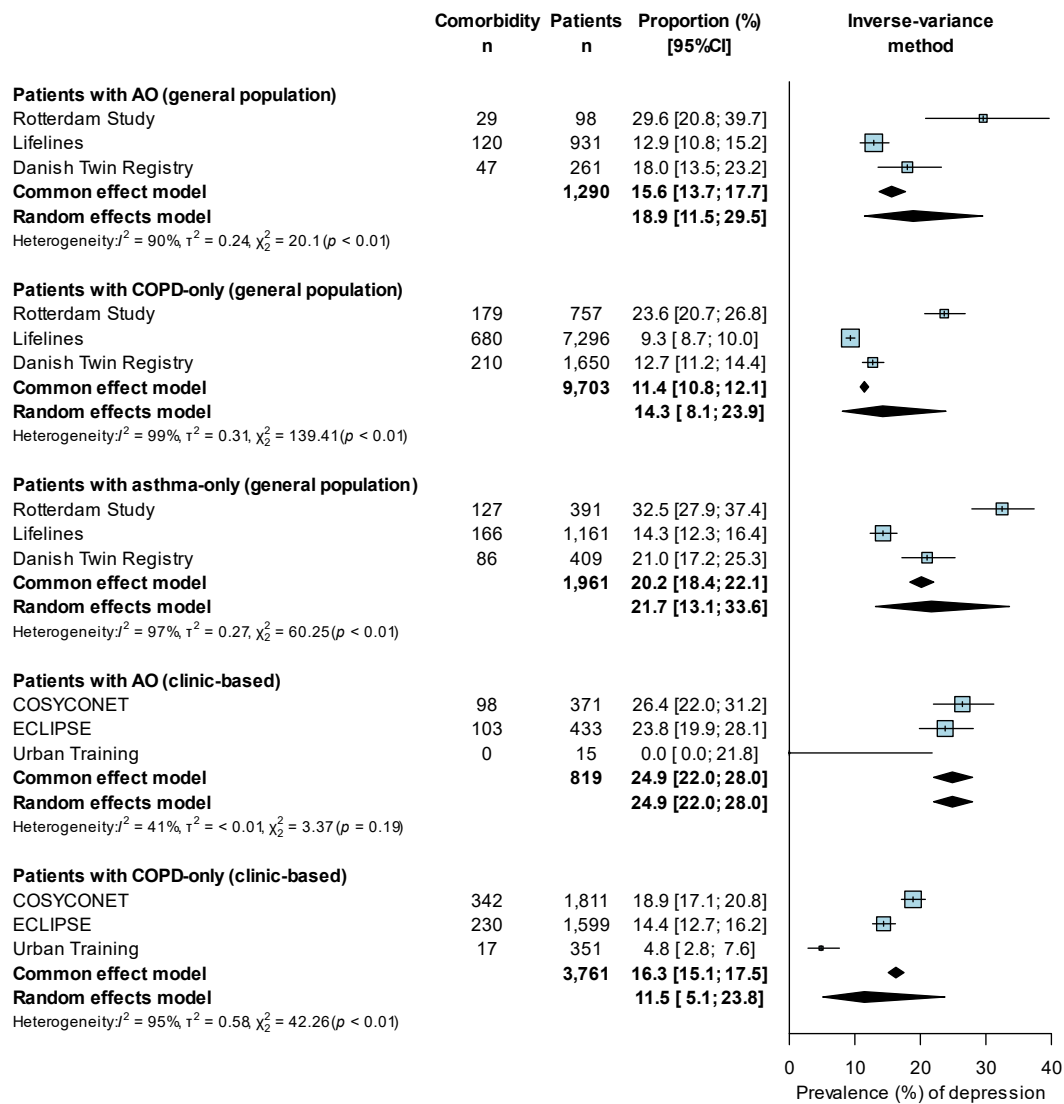 Comorbidity Patients Proportion (%) Inverse-variance
n n [95%CI] method
Patients with AO (general population)
Rotterdam Study 29 98 29.6 [20.8; 39.7]
Lifelines 120 931 12.9 [10.8; 15.2]
Danish Twin Registry 47 261 18.0 [13.5; 23.2]
Common effect model 1,290 15.6 [13.7; 17.7]
Random effects model 18.9 [11.5; 29.5]
Heterogeneity: I² = 90%, τ² = 0.24, χ²₂ = 20.1 (p < 0.01)
Patients with COPD-only (general population)
Rotterdam Study 179 757 23.6 [20.7; 26.8]
Lifelines 680 7,296 9.3 [ 8.7; 10.0]
Danish Twin Registry 210 1,650 12.7 [11.2; 14.4]
Common effect model 9,703 11.4 [10.8; 12.1]
Random effects model 14.3 [ 8.1; 23.9]
Heterogeneity: I² = 99%, τ² = 0.31, χ²₂ = 139.41 (p < 0.01)
Patients with asthma-only (general population)
Rotterdam Study 127 391 32.5 [27.9; 37.4]
Lifelines 166 1,161 14.3 [12.3; 16.4]
Danish Twin Registry 86 409 21.0 [17.2; 25.3]
Common effect model 1,961 20.2 [18.4; 22.1]
Random effects model 21.7 [13.1; 33.6]
Heterogeneity: I² = 97%, τ² = 0.27, χ²₂ = 60.25 (p < 0.01)
Patients with AO (clinic-based)
COSYCONET 98 371 26.4 [22.0; 31.2]
ECLIPSE 103 433 23.8 [19.9; 28.1]
Urban Training 0 15 0.0 [ 0.0; 21.8]
Common effect model 819 24.9 [22.0; 28.0]
Random effects model 24.9 [22.0; 28.0]
Heterogeneity: I² = 41%, τ² = < 0.01, χ²₂ = 3.37 (p = 0.19)
Patients with COPD-only (clinic-based)
COSYCONET 342 1,811 18.9 [17.1; 20.8]
ECLIPSE 230 1,599 14.4 [12.7; 16.2]
Urban Training 17 351 4.8 [ 2.8; 7.6]
Common effect model 3,761 16.3 [15.1; 17.5]
Random effects model 11.5 [ 5.1; 23.8]
Heterogeneity: I² = 95%, τ² = 0.58, χ²₂ = 42.26 (p < 0.01)
0 10 20 30 40
Prevalence (%) of depression